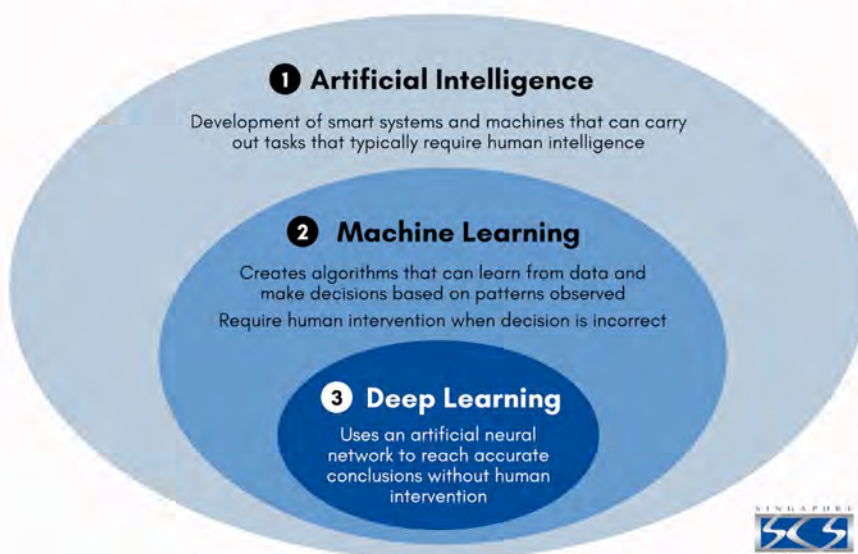 1 Artificial Intelligence
Development of smart systems and machines that can carry
out tasks that typically require human intelligence
2 Machine Learning
Creates algorithms that can learn from data and
make decisions based on patterns observed
Require human intervention when decision is incorrect
3 Deep Learning
Uses an artificial neural
network to reach accurate
conclusions without human
intervention
SINGAPORE
SCS